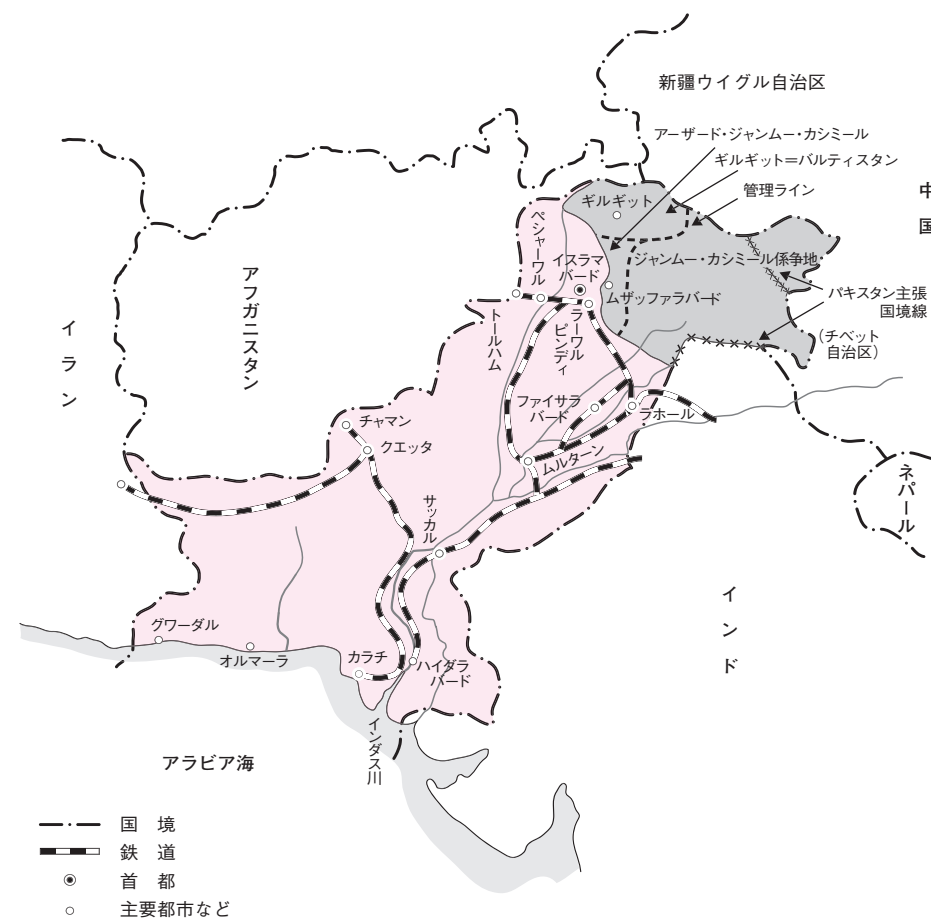 新疆ウイグル自治区
アーザード・ジャンムー・カシミール
ギルギット＝バルティスタン
管理ライン
中
国
ギルギット
ペシャーワル
イスラマ
バード
ジャンムー・カシミール係争地
ムザッファラバード
パキスタン主張
国境線
（チベット
自治区）
アフガニスタン
イラン
トールハム
ラーワル
ピンディ
ファイサラ
バード
ラホール
チャマン
クエッタ
ムルターン
サッカル
ネパール
インド
グワーダル
オルマーラ
カラチ
ハイダラ
バード
インダス川
アラビア海
国 境
鉄 道
首 都
主要都市など